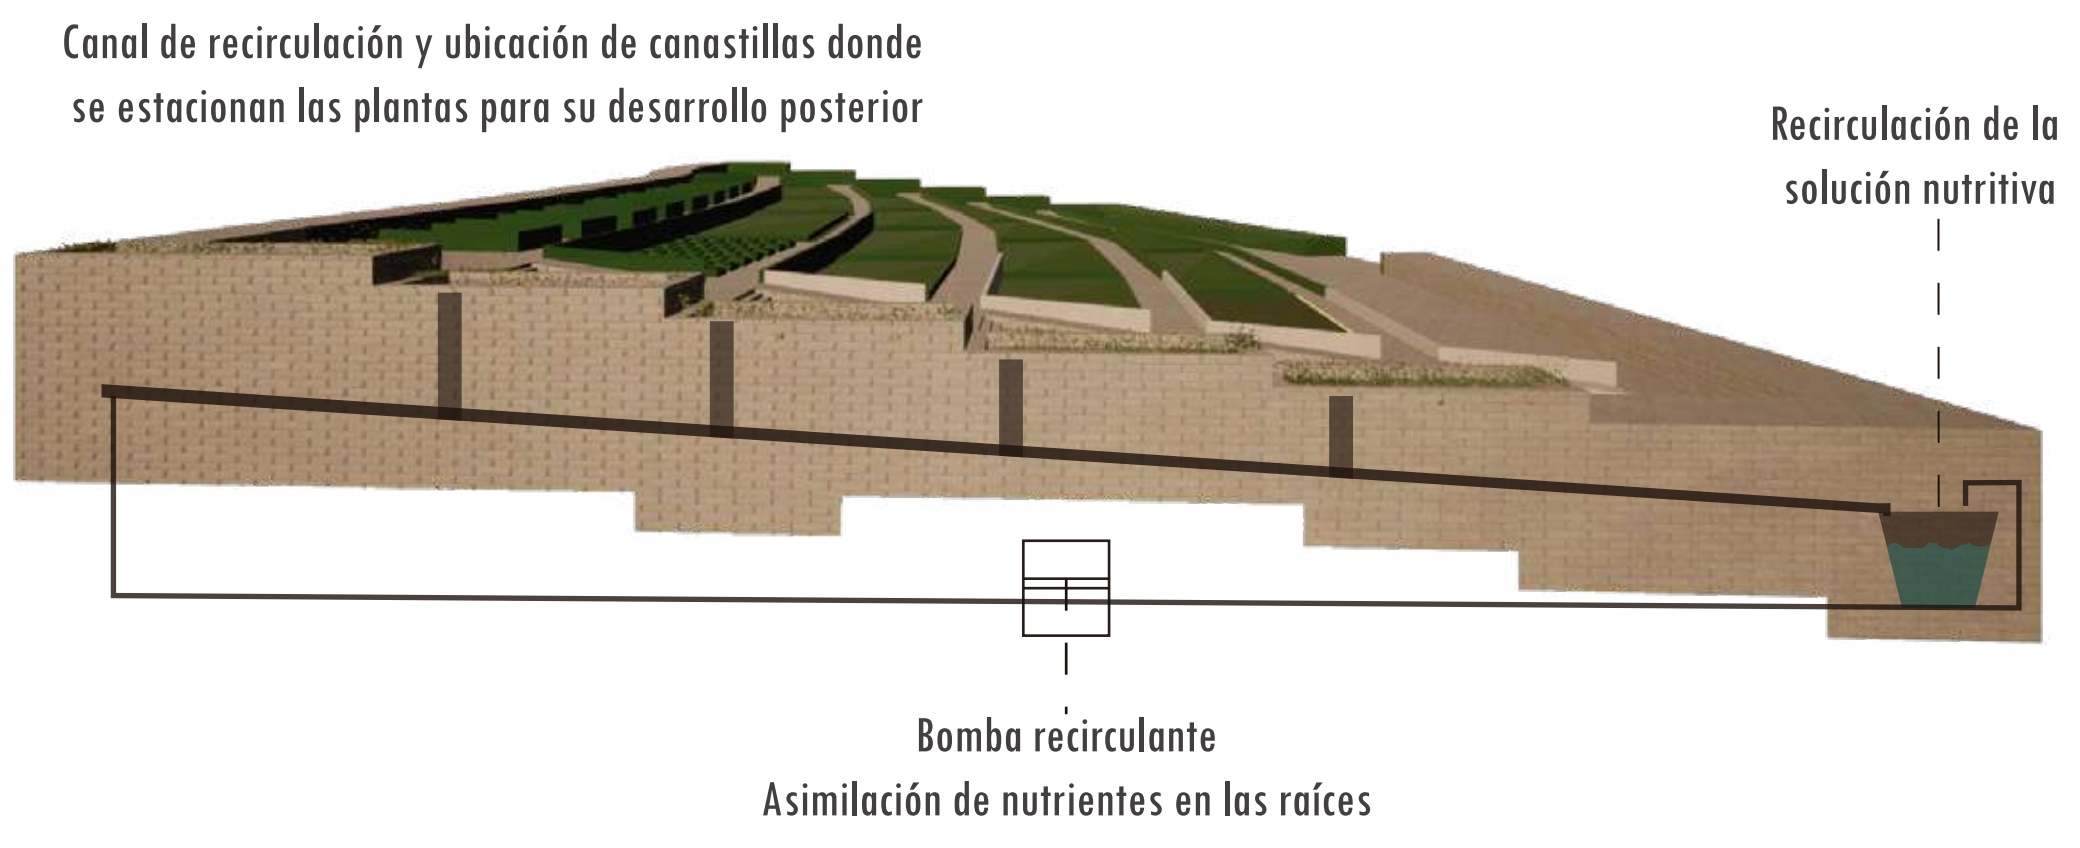 Canal de recirculación y ubicación de canastillas donde
se estacionan las plantas para su desarrollo posterior
Recirculación de la
solución nutritiva
Bomba recirculante
Asimilación de nutrientes en las raíces